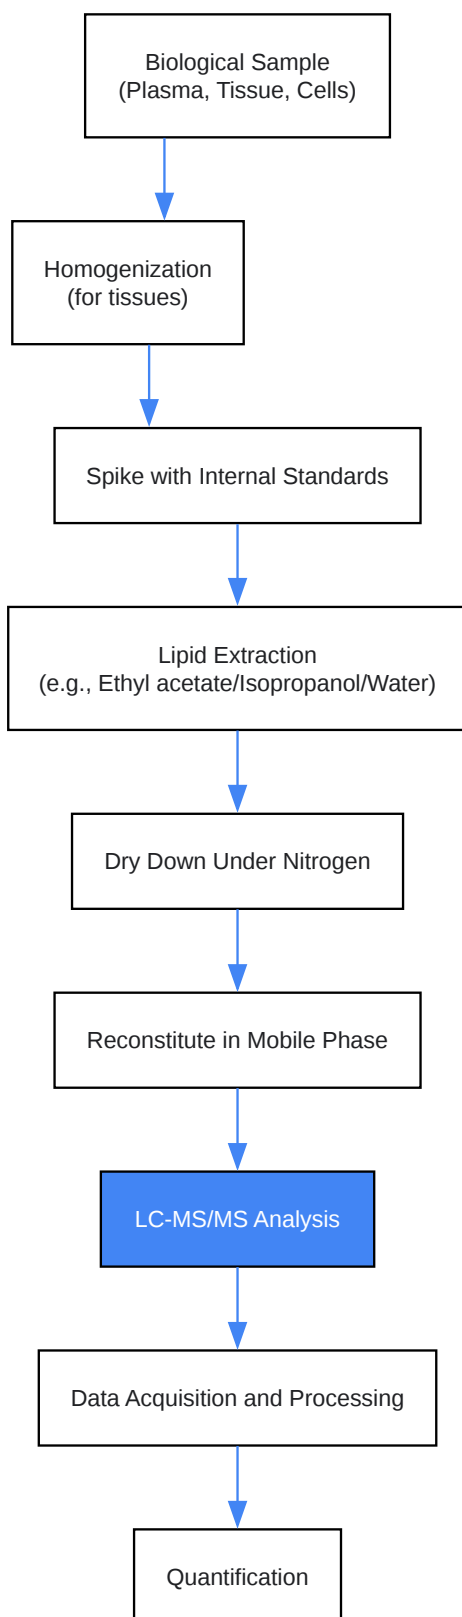 Biological Sample
(Plasma, Tissue, Cells)
Homogenization
(for tissues)
Spike with Internal Standards
Lipid Extraction
(e.g., Ethyl acetate/Isopropanol/Water)
Dry Down Under Nitrogen
Reconstitute in Mobile Phase
LC-MS/MS Analysis
Data Acquisition and Processing
Quantification